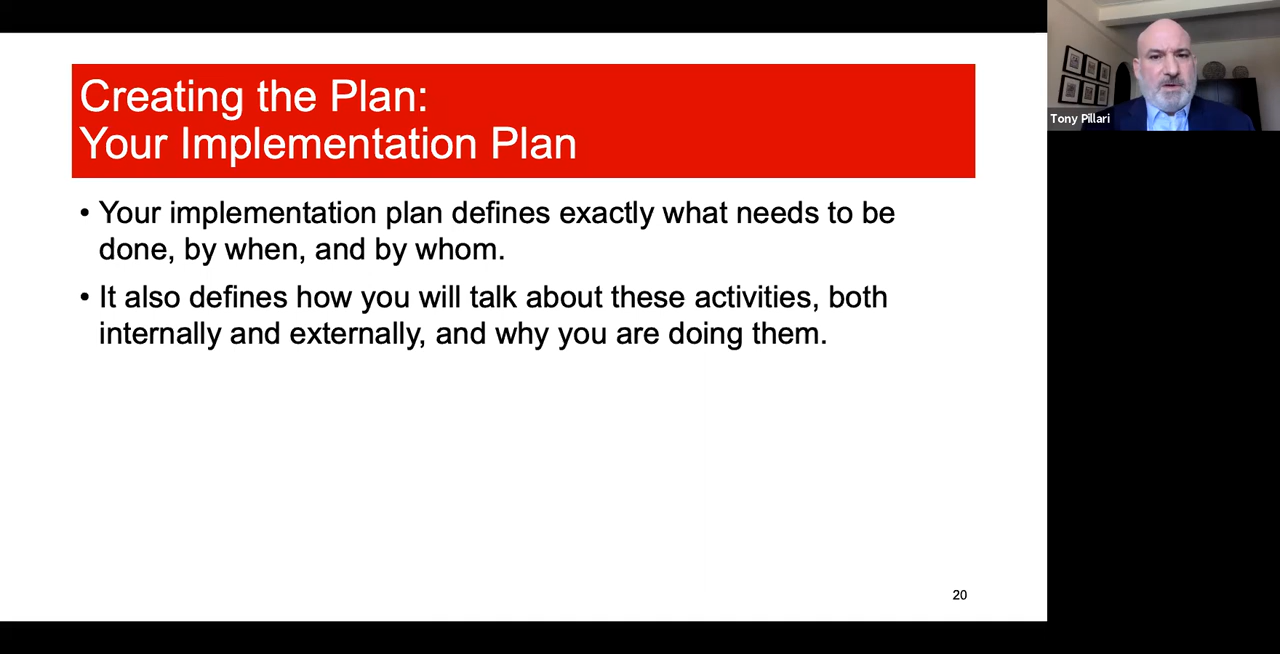 Creating the Plan:
Your Implementation Plan
• Your implementation plan defines exactly what needs to be
done, by when, and by whom.
• It also defines how you will talk about these activities, both
internally and externally, and why you are doing them.
20
Tony Pillari